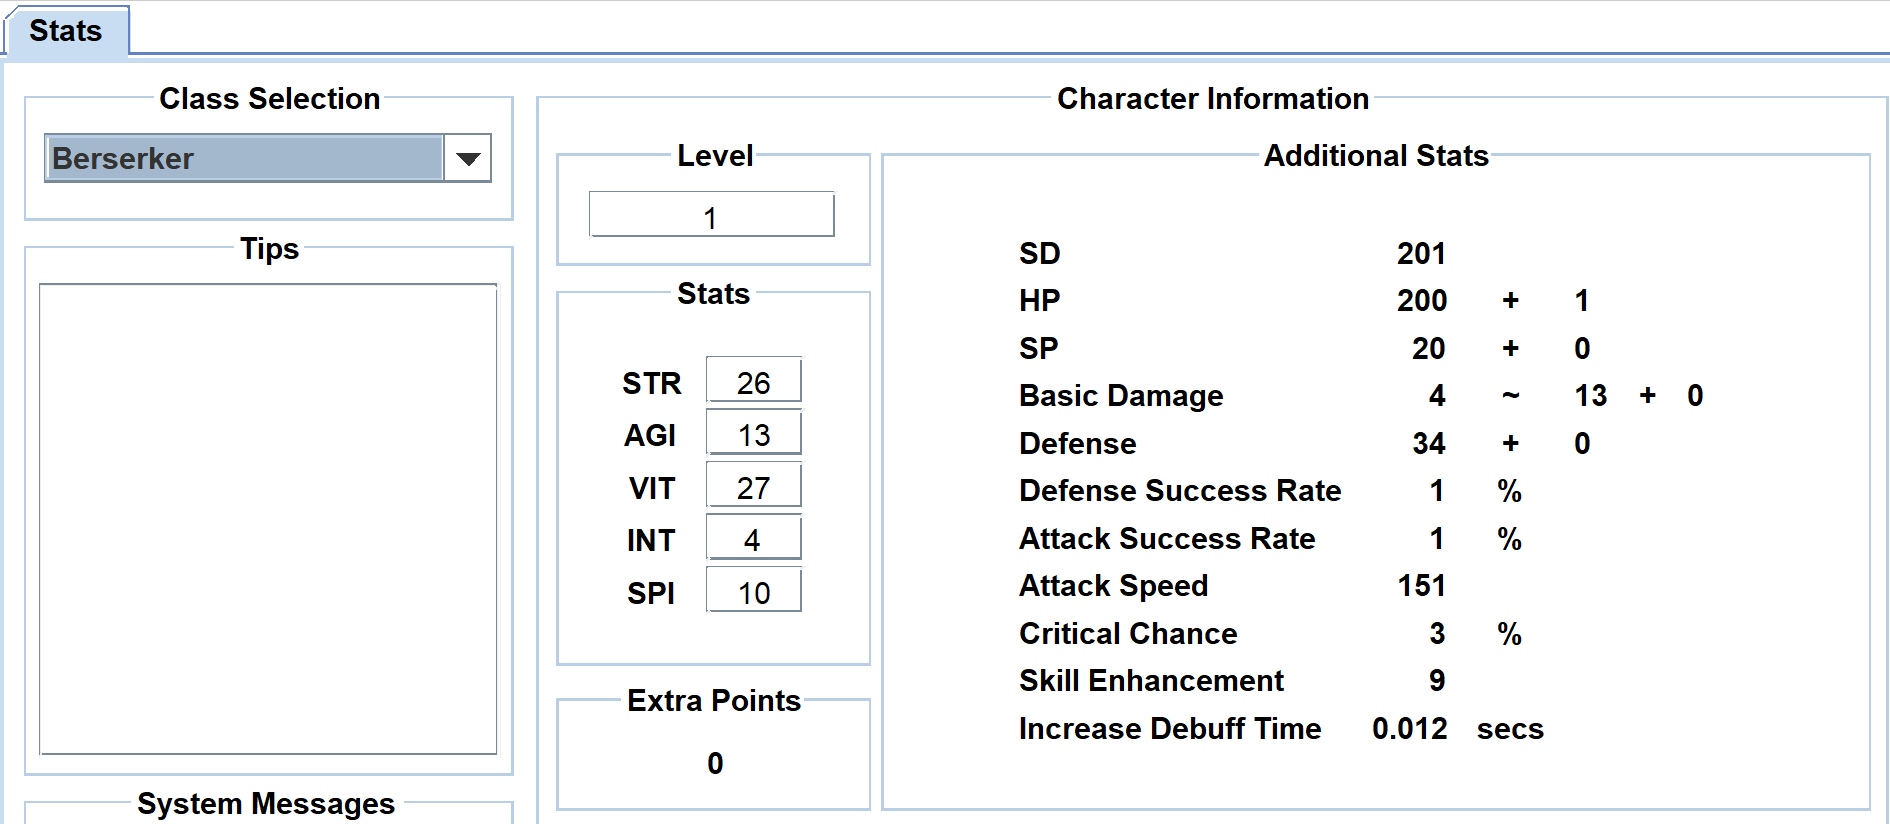 Stats
Class Selection
Berserker
Tips
System Messages
Character Information
Level
1
Stats
STR 26
AGI 13
VIT 27
INT 4
SPI 10
Extra Points
0
Additional Stats
SD 201
HP 200 + 1
SP 20 + 0
Basic Damage 4 ~ 13 + 0
Defense 34 + 0
Defense Success Rate 1 %
Attack Success Rate 1 %
Attack Speed 151
Critical Chance 3 %
Skill Enhancement 9
Increase Debuff Time 0.012 secs